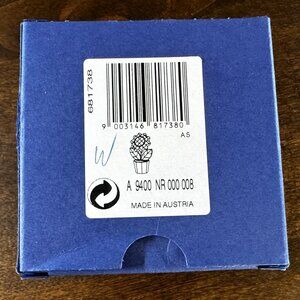 681738
9 003146 817380
A5
W
A 9400 NR 000 008
MADE IN AUSTRIA